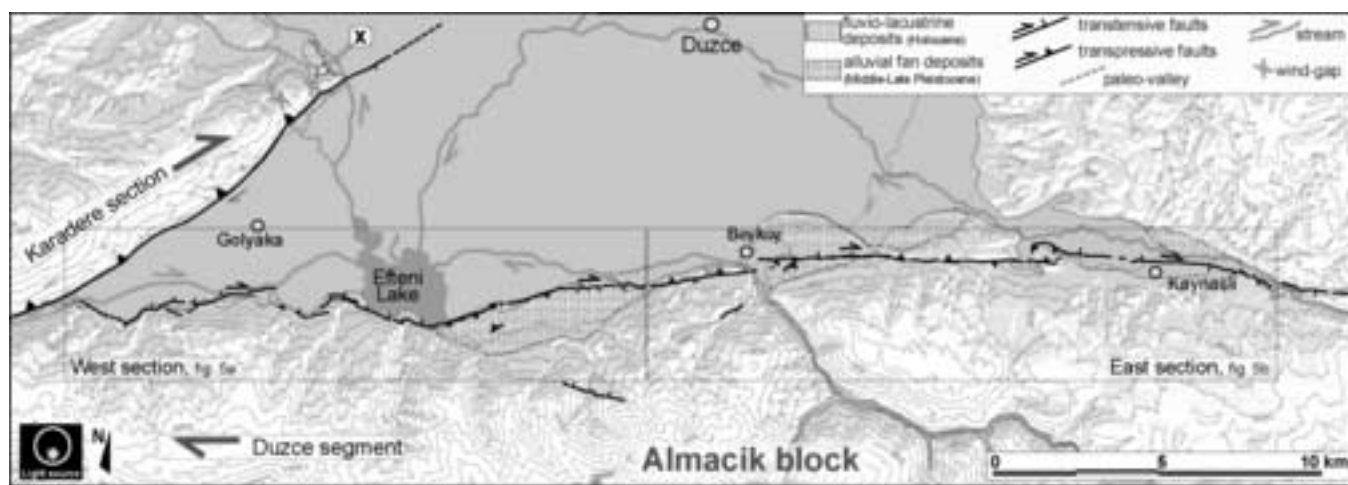 fluvio-lacustrine
deposits (Holocene)
alluvial fan deposits
(Middle-Late Pleistocene)
transtensive faults
transpressive faults
paleo-valley
stream
wind-gap
X
Duzce
Karadere section
Golyaka
Efteni
Lake
Beykoy
Kaynasli
West section, fig. 5a
East section, fig. 5b
N
Light source
Duzce segment
Almacik block
0 5 10 km